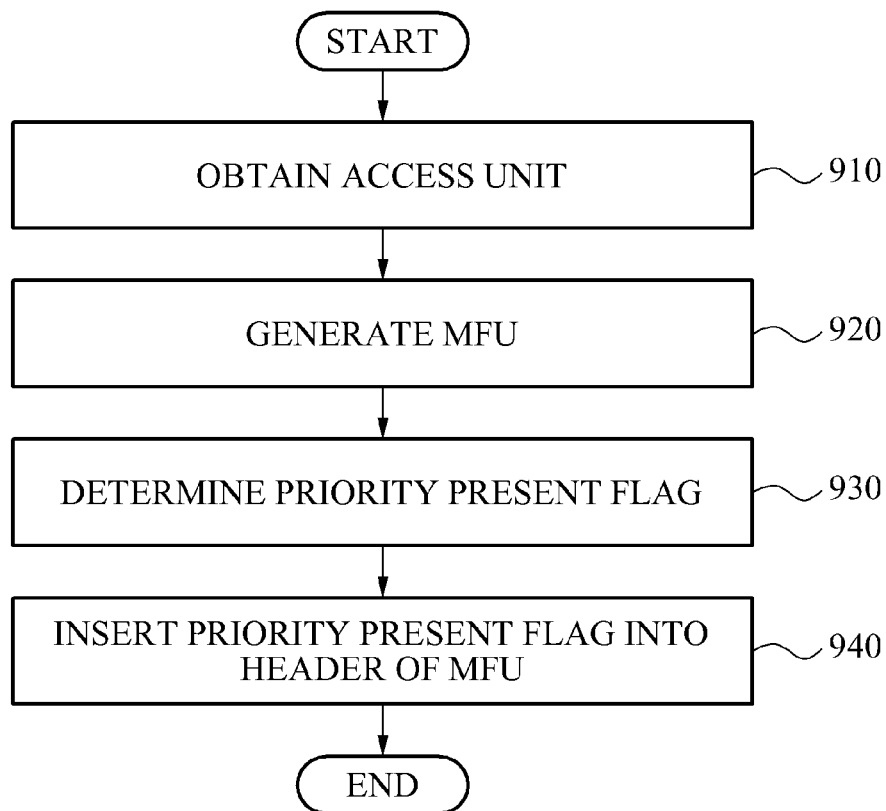 START
OBTAIN ACCESS UNIT
910
GENERATE MFU
920
DETERMINE PRIORITY PRESENT FLAG
930
INSERT PRIORITY PRESENT FLAG INTO
HEADER OF MFU
940
END